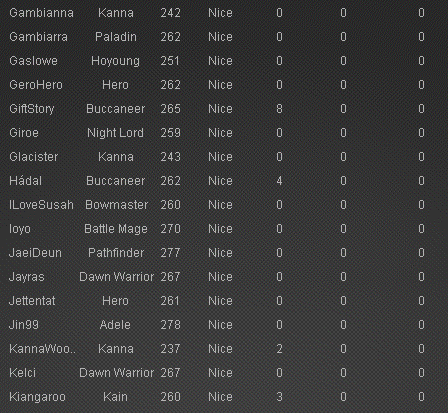 Gambianna Kanna 242 Nice 0 0 0
Gambiarra Paladin 262 Nice 0 0 0
Gaslowe Hoyoung 251 Nice 0 0 0
GeroHero Hero 262 Nice 0 0 0
GiftStory Buccaneer 265 Nice 8 0 0
Giroe Night Lord 259 Nice 0 0 0
Glacister Kanna 243 Nice 0 0 0
Hádal Buccaneer 262 Nice 4 0 0
ILoveSusah Bowmaster 260 Nice 0 0 0
Ioyo Battle Mage 270 Nice 0 0 0
JaeiDeun Pathfinder 277 Nice 0 0 0
Jayras Dawn Warrior 267 Nice 0 0 0
Jettentat Hero 261 Nice 0 0 0
Jin99 Adele 278 Nice 0 0 0
KannaWoo.. Kanna 237 Nice 2 0 0
Kelci Dawn Warrior 267 Nice 0 0 0
Kiangaroo Kain 260 Nice 3 0 0